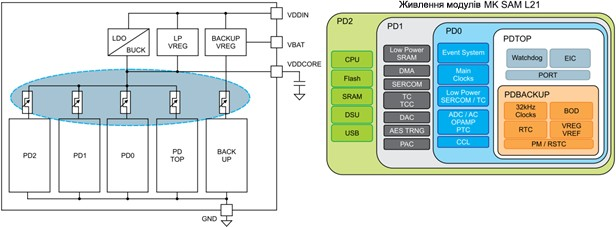 LDO
BUCK
LP
VREG
BACKUP
VREG
VDDIN
VBAT
VDDCORE
PD2
PD1
PD0
PD
TOP
BACK
UP
GND
Живлення модулів МК SAM L21
PD2
CPU
Flash
SRAM
DSU
USB
PD1
Low Power
SRAM
DMA
SERCOM
TC
TCC
DAC
AES TRNG
PAC
PD0
Event System
Main
Clocks
Low Power
SERCOM / TC
ADC / AC
OPAMP
PTC
CCL
PDTOP
Watchdog
EIC
PORT
PDBACKUP
32kHz
Clocks
BOD
RTC
VREG
VREF
PM / RSTC